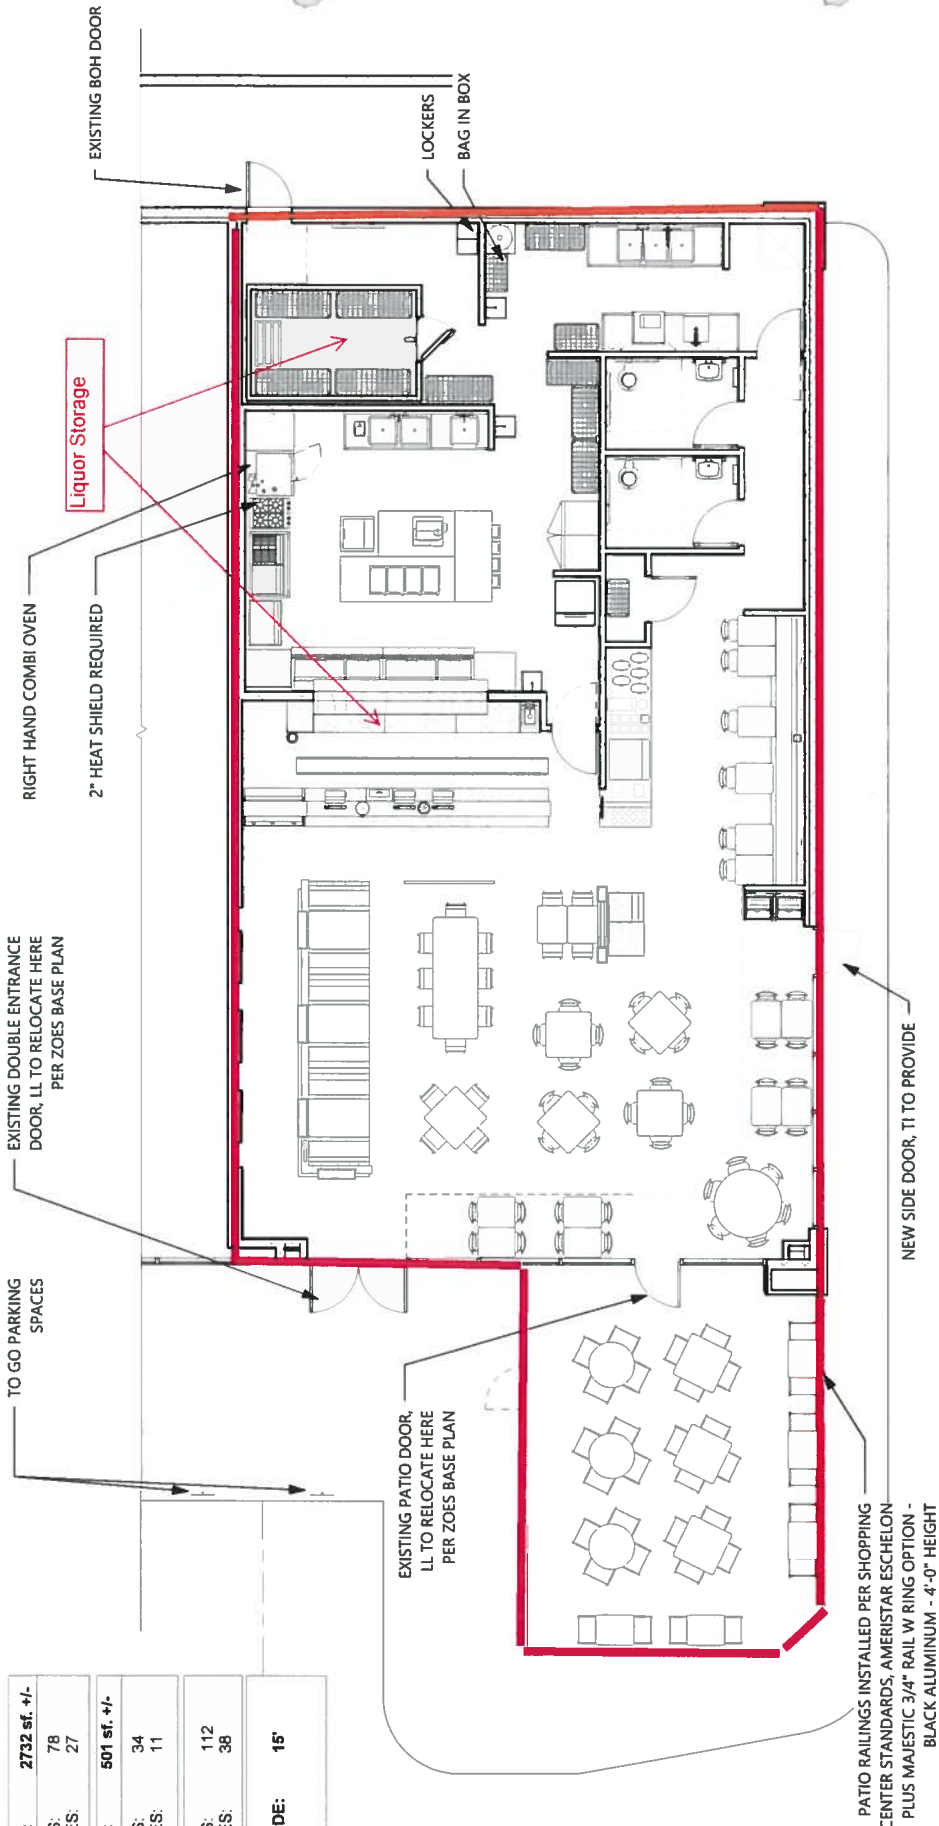 EXISTING BOH DOOR
LOCKERS
BAG IN BOX
Liquor Storage
RIGHT HAND COMBI OVEN
2" HEAT SHIELD REQUIRED
EXISTING DOUBLE ENTRANCE
DOOR, LL TO RELOCATE HERE
PER ZOES BASE PLAN
TO GO PARKING
SPACES
EXISTING PATIO DOOR,
LL TO RELOCATE HERE
PER ZOES BASE PLAN
NEW SIDE DOOR, TI TO PROVIDE
PATIO RAILINGS INSTALLED PER SHOPPING
CENTER STANDARDS, AMERISTAR ESCHELON
PLUS MAJESTIC 3/4" RAIL W RING OPTION -
BLACK ALUMINUM - 4'-0" HEIGHT
2732 sf. +/-
78
27
501 sf. +/-
34
11
112
38
15'